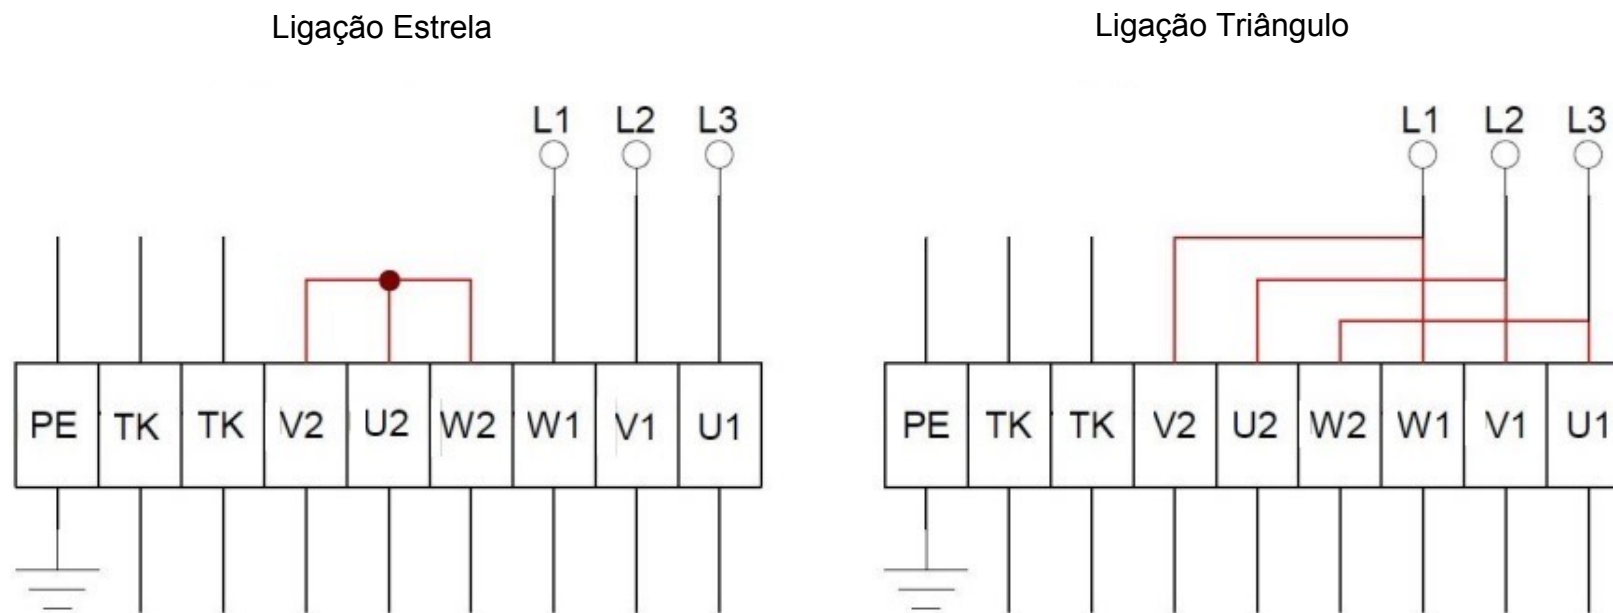 Ligação Estrela
Ligação Triângulo
L1 L2 L3
L1 L2 L3
PE TK TK V2 U2 W2 W1 V1 U1
PE TK TK V2 U2 W2 W1 V1 U1